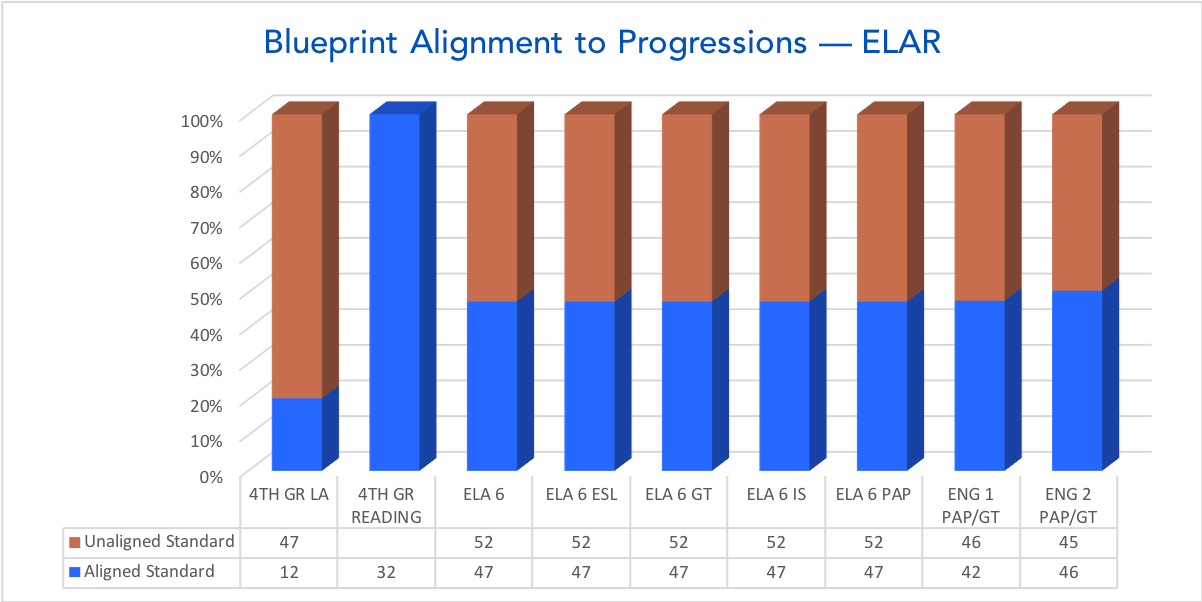 Blueprint Alignment to Progressions — ELAR
100%
90%
80%
70%
60%
50%
40%
30%
20%
10%
0%
4TH GR LA 4TH GR READING ELA 6 ELA 6 ESL ELA 6 GT ELA 6 IS ELA 6 PAP ENG 1 PAP/GT ENG 2 PAP/GT
Unaligned Standard 47 52 52 52 52 52 46 45
Aligned Standard 12 32 47 47 47 47 47 42 46